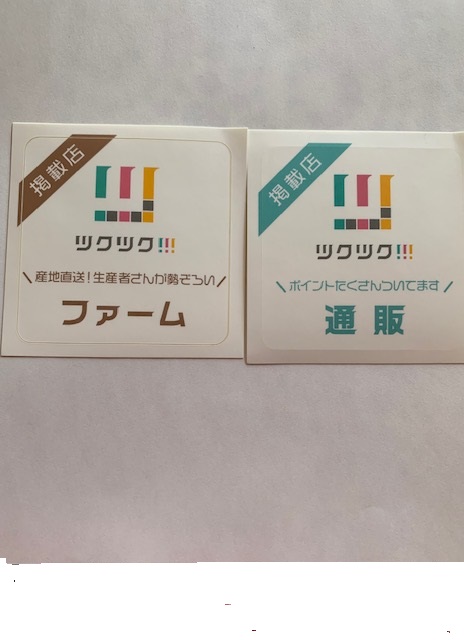 掲載店
ツクツク!!!
\ 産地直送!生産者さんが勢ぞろい /
ファーム
掲載店
ツクツク!!!
\ ポイントたくさんついてます /
通販